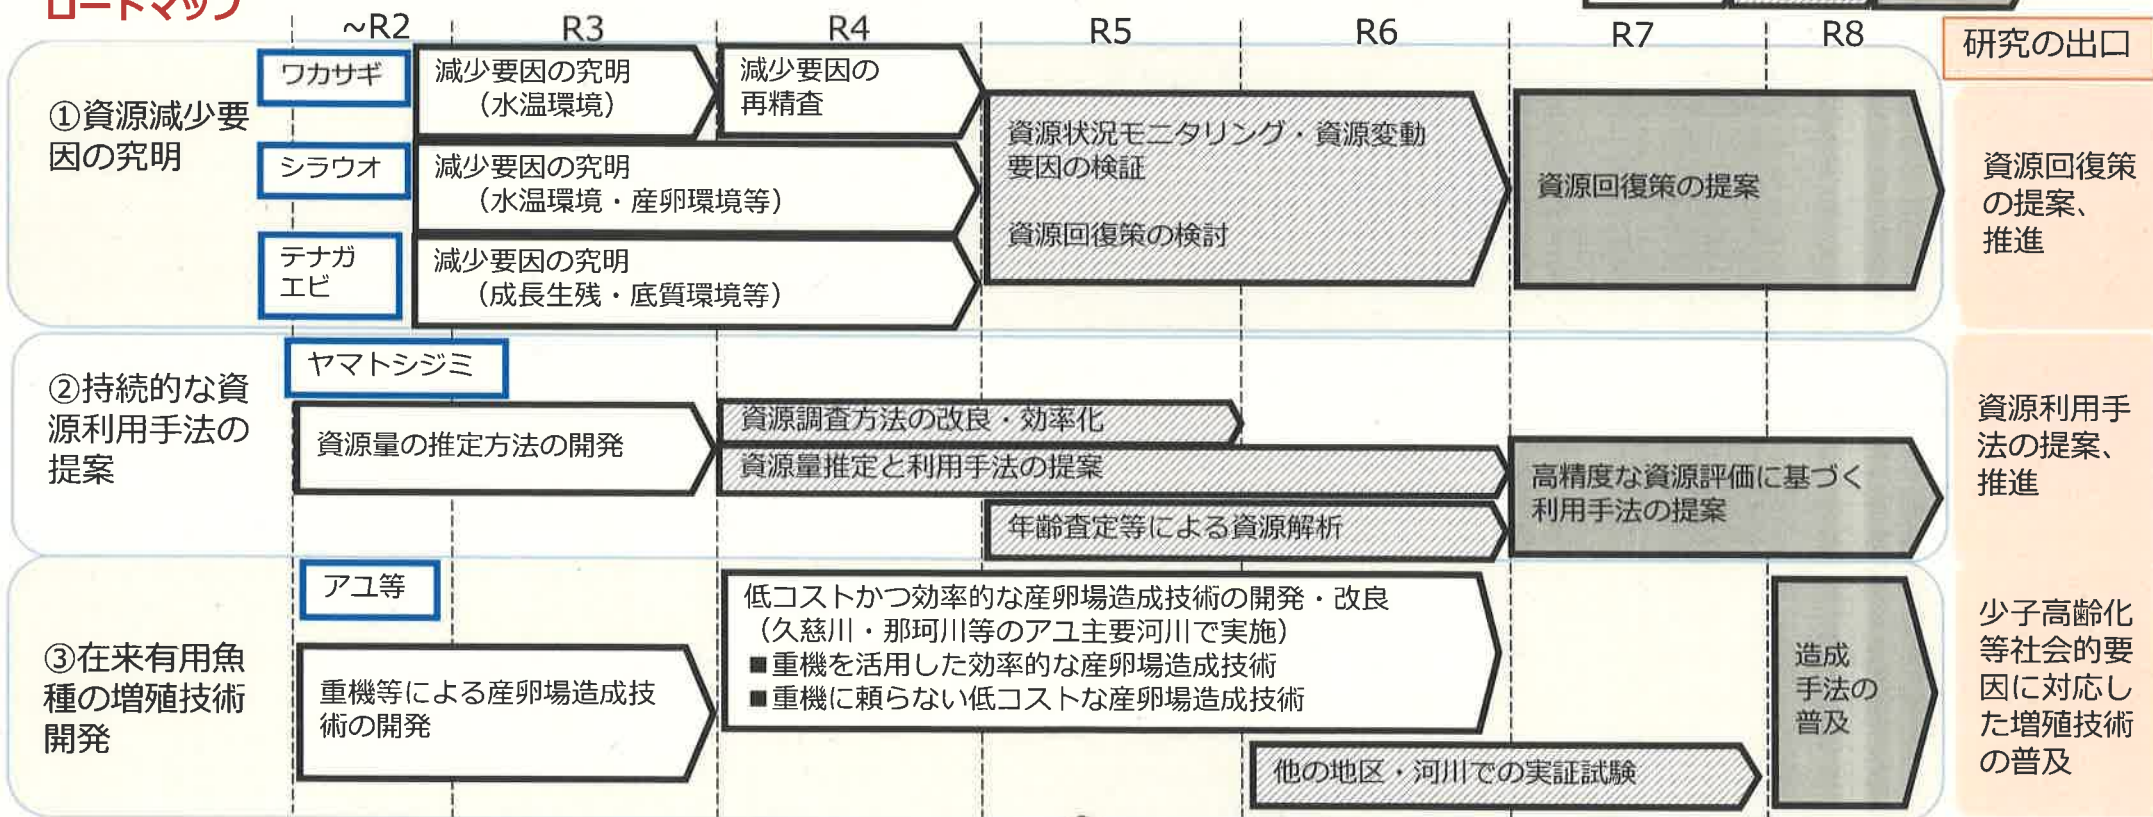 ロードマップ
~R2
R3
R4
R5
R6
R7
R8
研究の出口
①資源減少要
因の究明
ワカサギ
減少要因の究明
（水温環境）
減少要因の
再精査
シラウオ
減少要因の究明
（水温環境・産卵環境等）
テナガ
エビ
減少要因の究明
（成長生残・底質環境等）
資源状況モニタリング・資源変動
要因の検証
資源回復策の検討
資源回復策の提案
資源回復策
の提案、
推進
②持続的な資
源利用手法の
提案
ヤマトシジミ
資源量の推定方法の開発
資源調査方法の改良・効率化
資源量推定と利用手法の提案
年齢査定等による資源解析
高精度な資源評価に基づく
利用手法の提案
資源利用手
法の提案、
推進
③在来有用魚
種の増殖技術
開発
アユ等
重機等による産卵場造成技
術の開発
低コストかつ効率的な産卵場造成技術の開発・改良
（久慈川・那珂川等のアユ主要河川で実施）
■重機を活用した効率的な産卵場造成技術
■重機に頼らない低コストな産卵場造成技術
他の地区・河川での実証試験
造成
手法の
普及
少子高齢化
等社会的要
因に対応し
た増殖技術
の普及